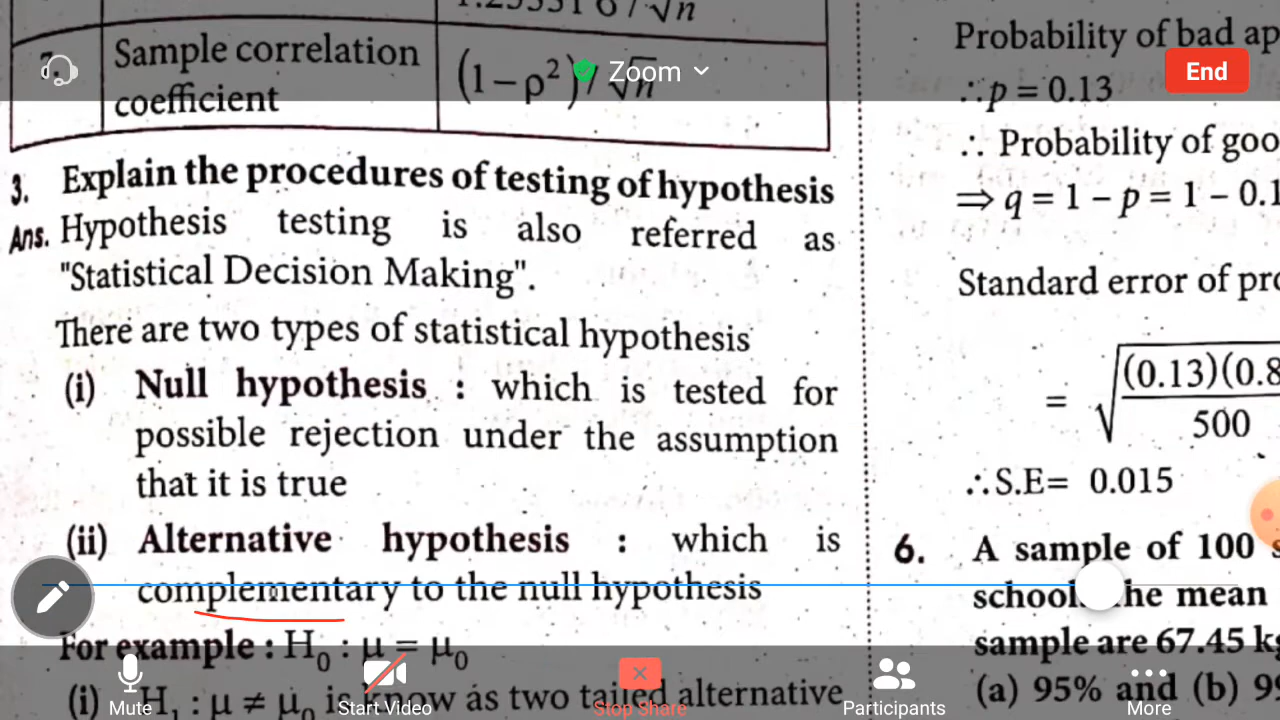 Sample correlation
coefficient
(1−ρ²)/√n
3. Explain the procedures of testing of hypothesis
Ans. Hypothesis testing is also referred as
"Statistical Decision Making".
There are two types of statistical hypothesis
(i) Null hypothesis : which is tested for
possible rejection under the assumption
that it is true
(ii) Alternative hypothesis : which is
complementary to the null hypothesis
For example : H₀ : μ = μ₀
(i) H₁ : μ ≠ μ₀ is know as two tailed alternative
Probability of bad ap
∴p = 0.13
∴ Probability of goo
⇒ q = 1 − p = 1 − 0.1
Standard error of pro
= √(0.13)(0.8
500
∴S.E= 0.015
6. A sample of 100 s
school. The mean
sample are 67.45 kg
(a) 95% and (b) 99
Zoom
End
Mute
Start Video
Stop Share
Participants
More